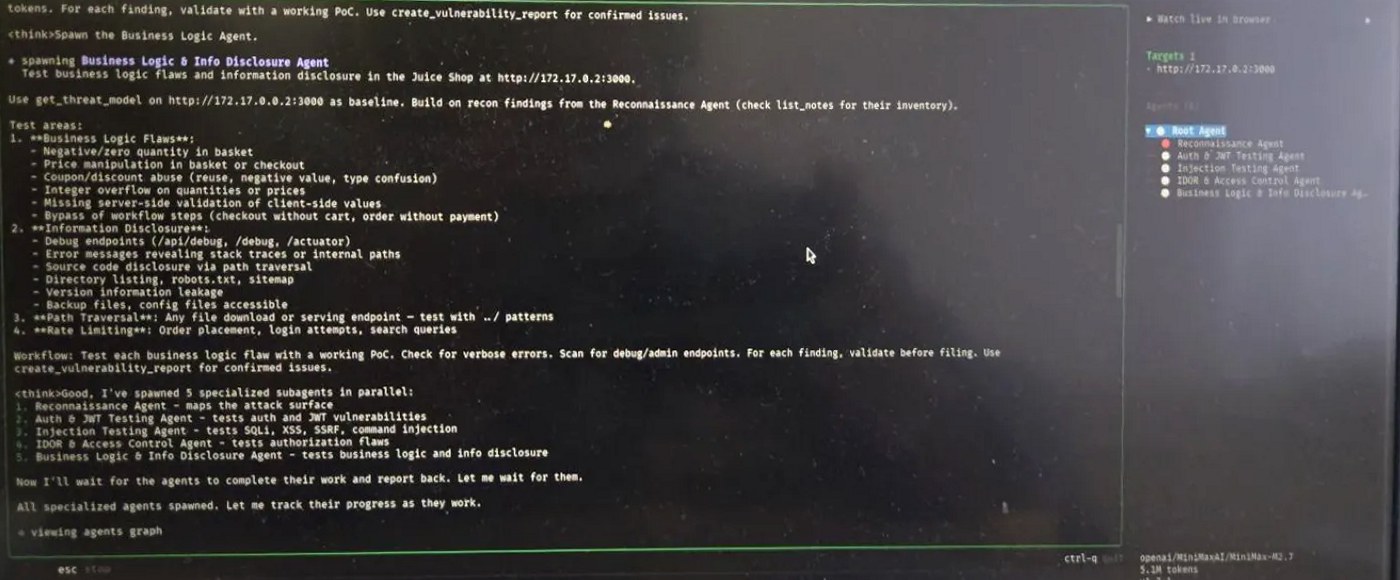 tokens. For each finding, validate with a working PoC. Use create_vulnerability_report for confirmed issues.
<think>Spawn the Business Logic Agent.
spawning Business Logic & Info Disclosure Agent
Test business logic flaws and information disclosure in the Juice Shop at http://172.17.0.2:3000.
Use get_threat_model on http://172.17.0.0.2:3000 as baseline. Build on recon findings from the Reconnaissance Agent (check list_notes for their inventory).
Test areas:
1. **Business Logic Flaws**:
- Negative/zero quantity in basket
- Price manipulation in basket or checkout
- Coupon/discount abuse (reuse, negative value, type confusion)
- Integer overflow on quantities or prices
- Missing server-side validation of client-side values
- Bypass of workflow steps (checkout without cart, order without payment)
2. **Information Disclosure**:
- Debug endpoints (/api/debug, /debug, /actuator)
- Error messages revealing stack traces or internal paths
- Source code disclosure via path traversal
- Directory listing, robots.txt, sitemap
- Version information leakage
- Backup files, config files accessible
3. **Path Traversal**: Any file download or serving endpoint — test with ../ patterns
4. **Rate Limiting**: Order placement, login attempts, search queries
Workflow: Test each business logic flaw with a working PoC. Check for verbose errors. Scan for debug/admin endpoints. For each finding, validate before filing. Use
create_vulnerability_report for confirmed issues.
<think>Good, I've spawned 5 specialized subagents in parallel:
1. Reconnaissance Agent - maps the attack surface
2. Auth & JWT Testing Agent - tests auth and JWT vulnerabilities
3. Injection Testing Agent - tests SQLi, XSS, SSRF, command injection
4. IDOR & Access Control Agent - tests authorization flaws
5. Business Logic & Info Disclosure Agent - tests business logic and info disclosure
Now I'll wait for the agents to complete their work and report back. Let me wait for them.
All specialized agents spawned. Let me track their progress as they work.
viewing agents graph
esc stop
ctrl-q quit
▸ Watch live in browser
Targets 1
- http://172.17.0.2:3000
Agents
▾ Root Agent
Reconnaissance Agent
Auth & JWT Testing Agent
Injection Testing Agent
IDOR & Access Control Agent
Business Logic & Info Disclosure Ag…
openai/MiniMaxAI/MiniMax-M2.7
5.1M tokens